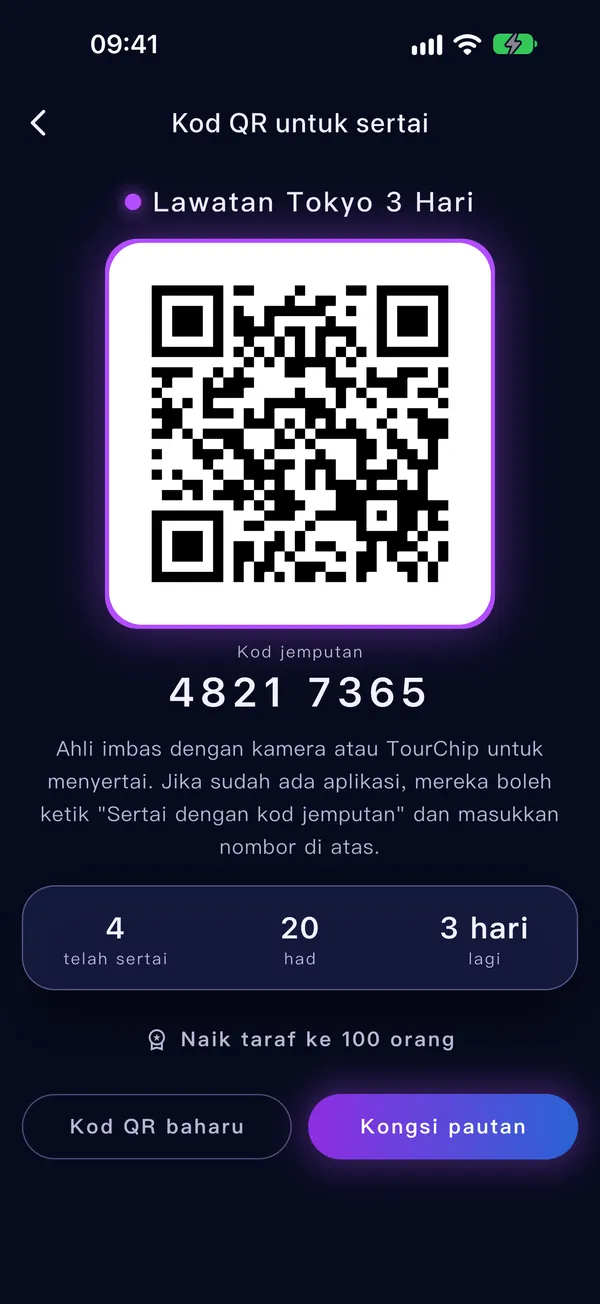 09:41
Kod QR untuk sertai
Lawatan Tokyo 3 Hari
Kod jemputan
4821 7365
Ahli imbas dengan kamera atau TourChip untuk
menyertai. Jika sudah ada aplikasi, mereka boleh
ketik "Sertai dengan kod jemputan" dan masukkan
nombor di atas.
4 20 3 hari
telah sertai had lagi
Naik taraf ke 100 orang
Kod QR baharu Kongsi pautan